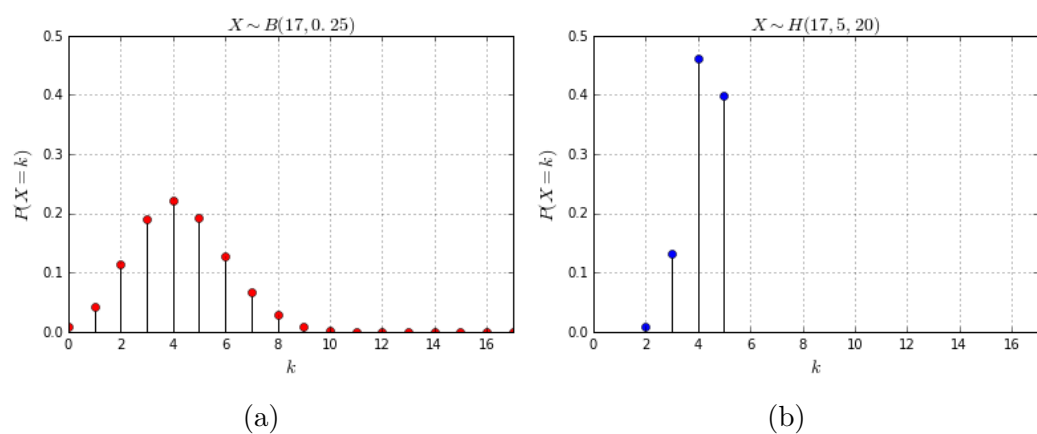 X ~ B(17, 0.25)
P(X = k)
0.5
0.4
0.3
0.2
0.1
0.0
0 2 4 6 8 10 12 14 16
k
(a)
X ~ H(17, 5, 20)
P(X = k)
0.5
0.4
0.3
0.2
0.1
0.0
0 2 4 6 8 10 12 14 16
k
(b)